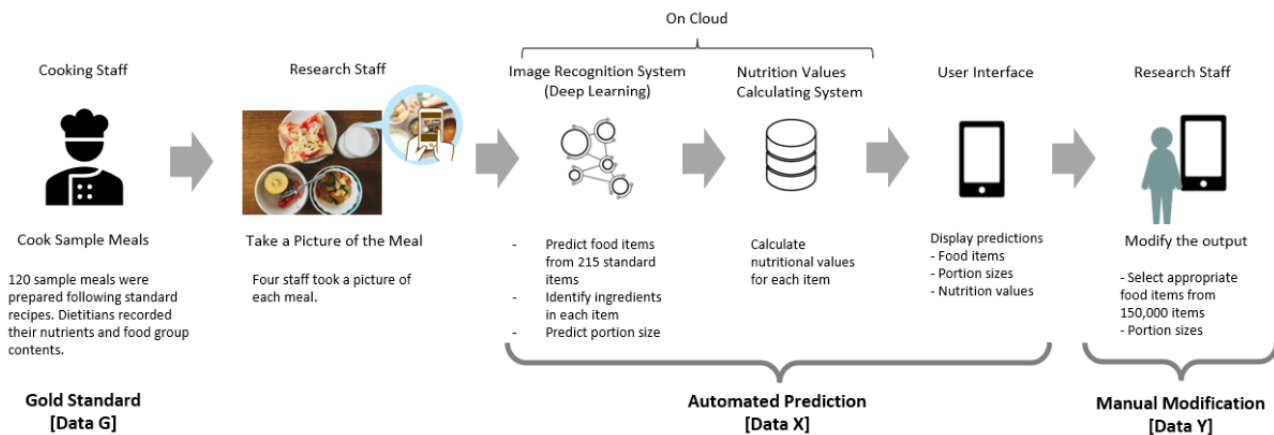 On Cloud
Cooking Staff
Research Staff
Image Recognition System
(Deep Learning)
Nutrition Values
Calculating System
User Interface
Research Staff
Cook Sample Meals
120 sample meals were
prepared following standard
recipes. Dietitians recorded
their nutrients and food group
contents.
Take a Picture of the Meal
Four staff took a picture of
each meal.
- Predict food items
from 215 standard
items
- Identify ingredients
in each item
- Predict portion size
Calculate
nutritional values
for each item
Display predictions
- Food items
- Portion sizes
- Nutrition values
Modify the output
- Select appropriate
food items from
150,000 items
- Portion sizes
Gold Standard
[Data G]
Automated Prediction
[Data X]
Manual Modification
[Data Y]